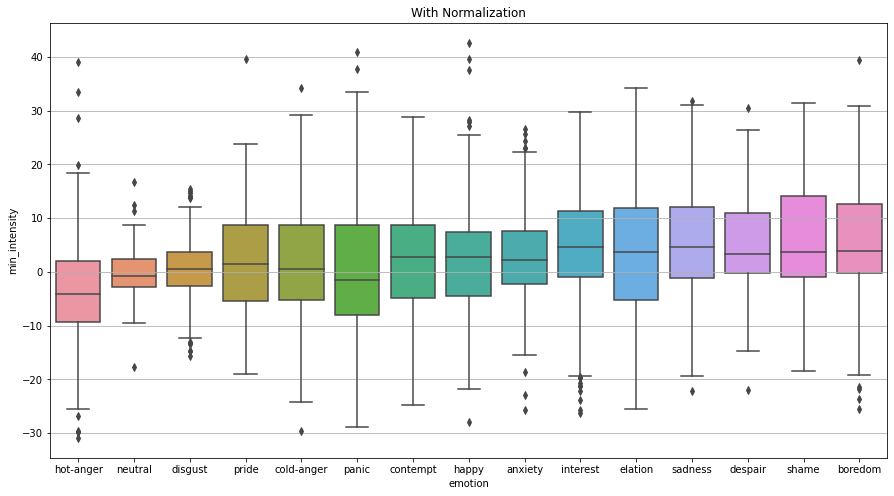 With Normalization
min_intensity
40
30
20
10
0
−10
−20
−30
hot-anger neutral disgust pride cold-anger panic contempt happy anxiety interest elation sadness despair shame boredom
emotion